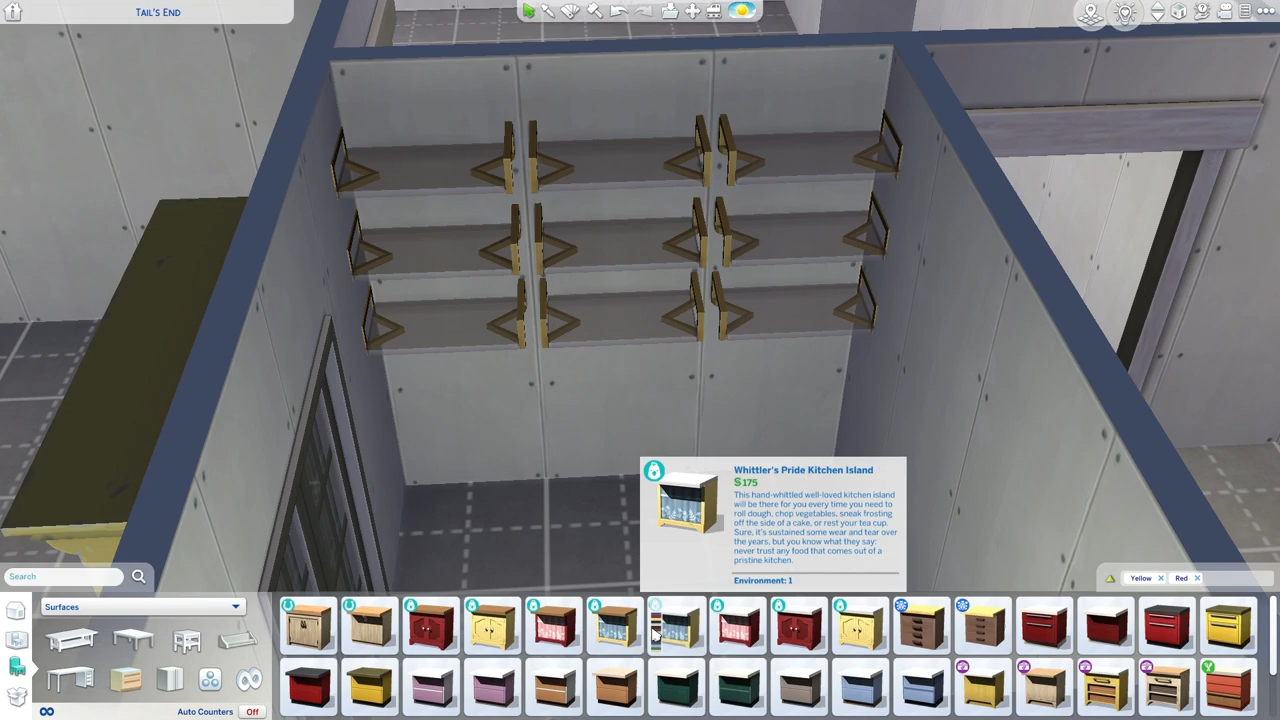 TAIL'S END
Whittler's Pride Kitchen Island
§175
This hand-whittled well-loved kitchen island
will be there for you every time you need to
roll dough, chop vegetables, sneak frosting
off the side of a cake, or rest your tea cup.
Sure, it's sustained some wear and tear over
the years, but you know what they say:
never trust any food that comes out of a
pristine kitchen.
Environment: 1
Search
Yellow X Red X
Surfaces
Auto Counters Off